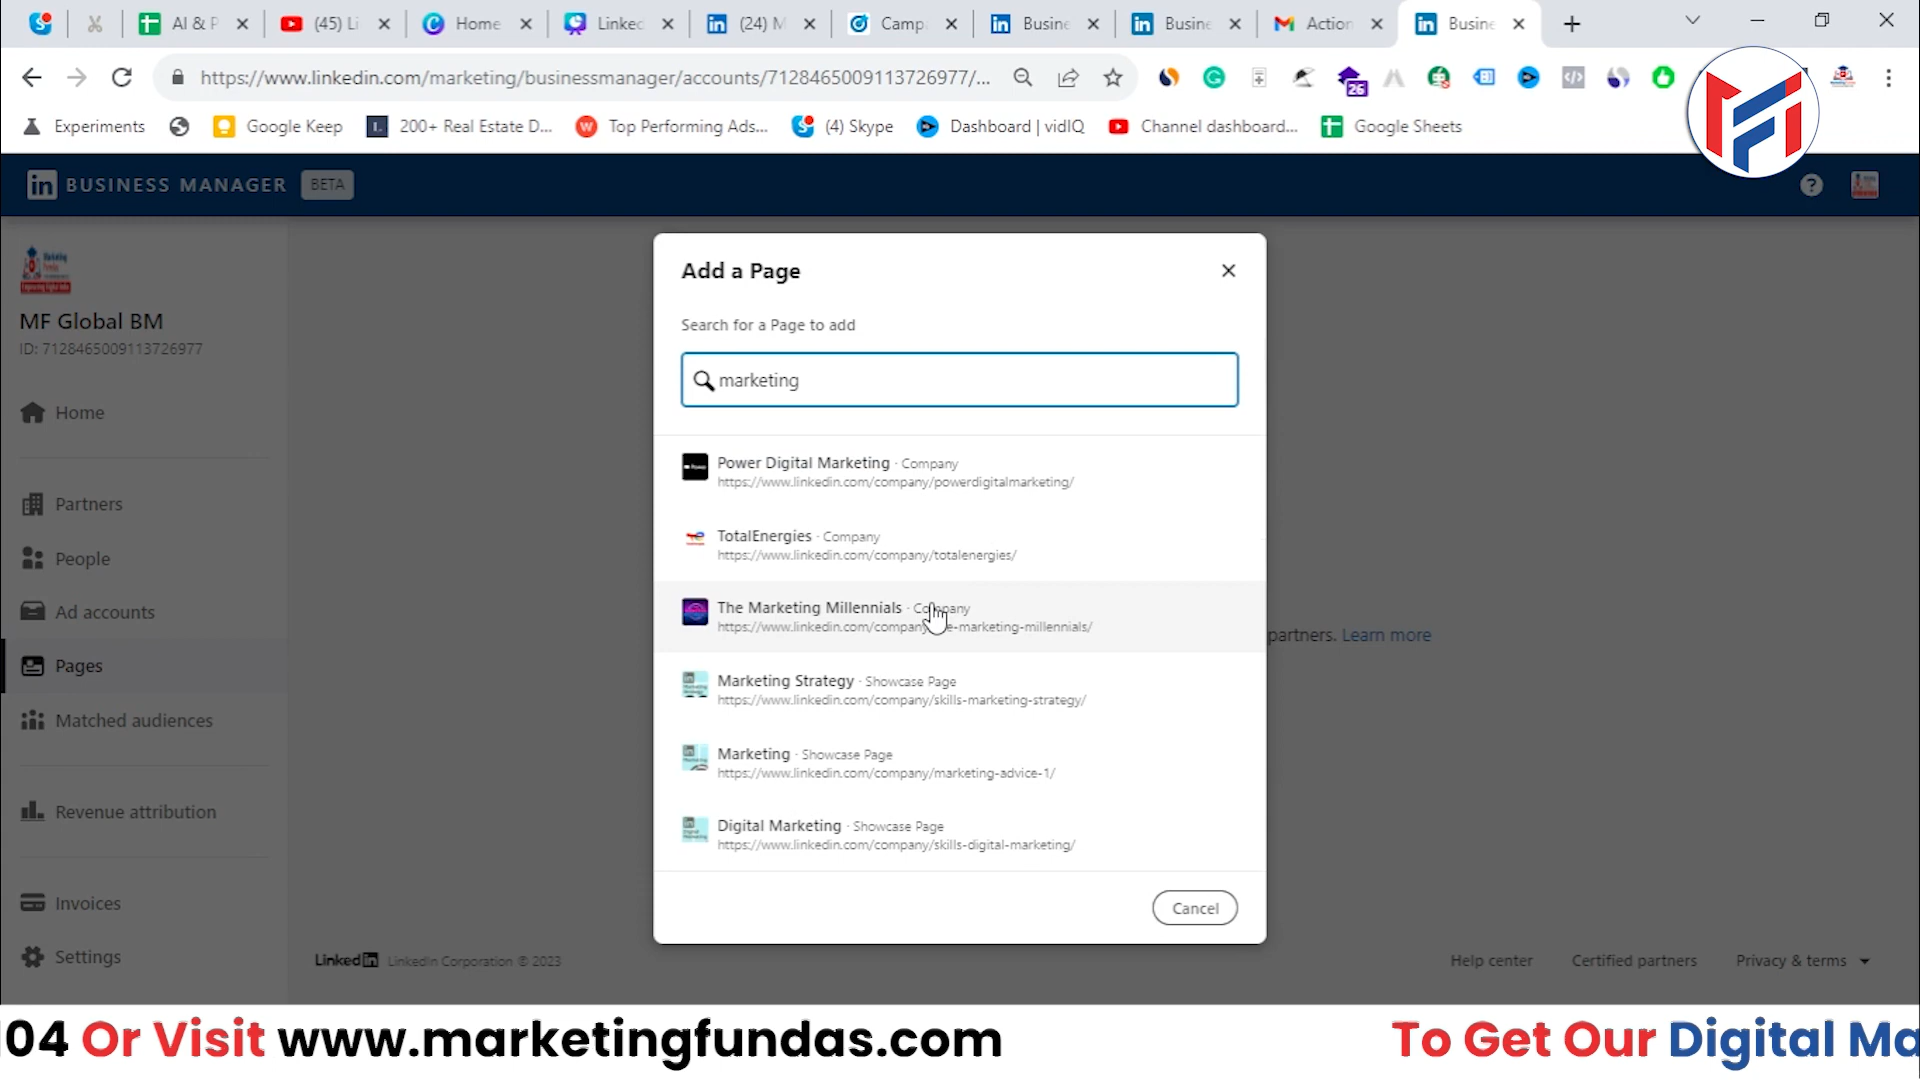 AI & P
(45) Li
Home
Linked
(24) M
Camp
Busine
Busine
Action
Busine
https://www.linkedin.com/marketing/businessmanager/accounts/7128465009113726977/...
26
Experiments
Google Keep
200+ Real Estate D...
Top Performing Ads...
(4) Skype
Dashboard | vidIQ
Channel dashboard...
Google Sheets
in BUSINESS MANAGER BETA
MF Global BM
ID: 7128465009113726977
Home
Partners
People
Ad accounts
Pages
Matched audiences
Revenue attribution
Invoices
Settings
Add a Page
Search for a Page to add
marketing
Power Digital Marketing · Company
https://www.linkedin.com/company/powerdigitalmarketing/
TotalEnergies · Company
https://www.linkedin.com/company/totalenergies/
The Marketing Millennials · Company
https://www.linkedin.com/company/ -marketing-millennials/
Marketing Strategy · Showcase Page
https://www.linkedin.com/company/skills-marketing-strategy/
Marketing · Showcase Page
https://www.linkedin.com/company/marketing-advice-1/
Digital Marketing · Showcase Page
https://www.linkedin.com/company/skills-digital-marketing/
Cancel
partners. Learn more
LinkedIn LinkedIn Corporation © 2023
Help center
Certified partners
Privacy & terms
104 Or Visit www.marketingfundas.com
To Get Our Digital Ma